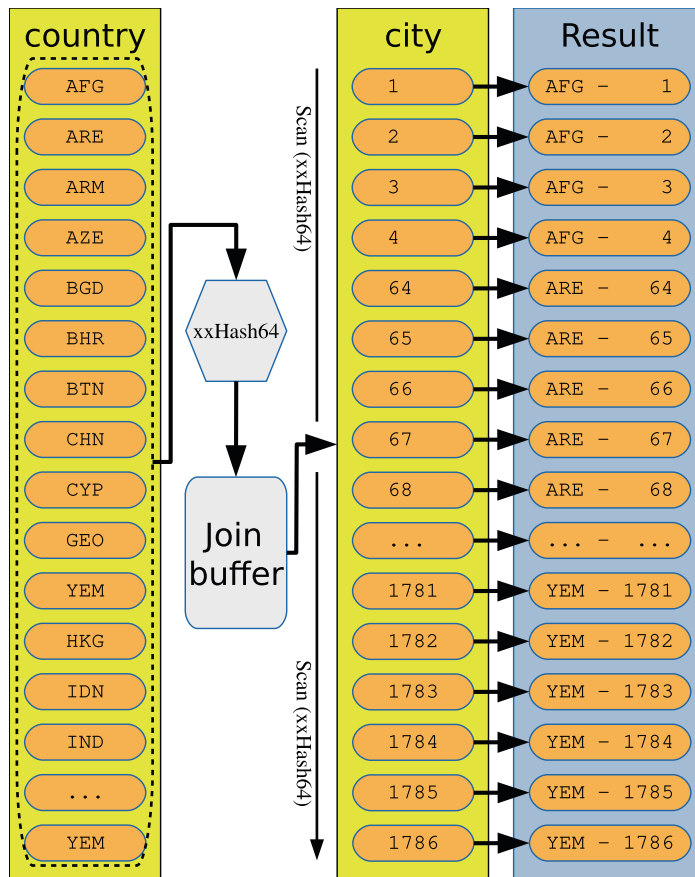 country
AFG
ARE
ARM
AZE
BGD
BHR
BTN
CHN
CYP
GEO
YEM
HKG
IDN
IND
...
YEM
xxHash64
Join
buffer
Scan (xxHash64)
Scan (xxHash64)
city
1
2
3
4
64
65
66
67
68
...
1781
1782
1783
1784
1785
1786
Result
AFG - 1
AFG - 2
AFG - 3
AFG - 4
ARE - 64
ARE - 65
ARE - 66
ARE - 67
ARE - 68
... - ...
YEM - 1781
YEM - 1782
YEM - 1783
YEM - 1784
YEM - 1785
YEM - 1786